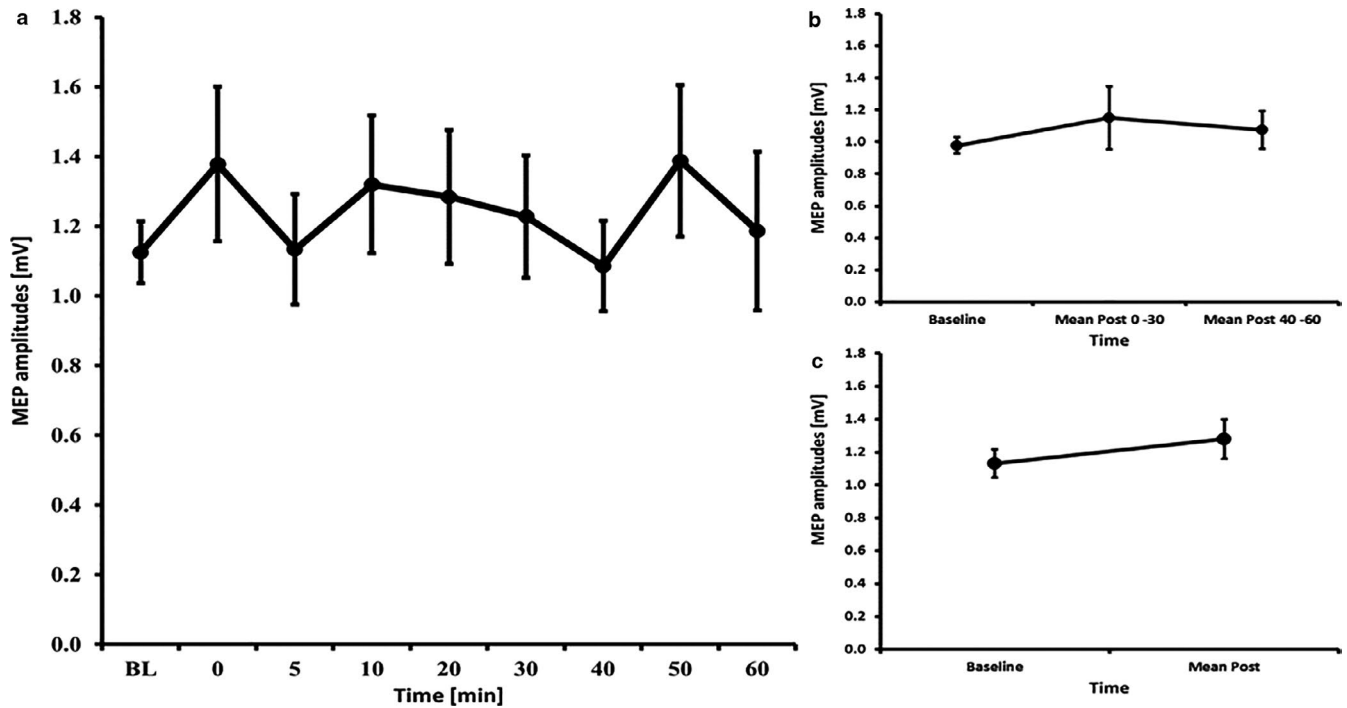 a
1.8
1.6
1.4
1.2
1.0
0.8
0.6
0.4
0.2
0.0
MEP amplitudes [mV]
BL 0 5 10 20 30 40 50 60
Time [min]
b
1.8
1.6
1.4
1.2
1.0
0.8
0.6
0.4
0.2
0.0
MEP amplitudes [mV]
Baseline Mean Post 0 -30 Mean Post 40 -60
Time
c
1.8
1.6
1.4
1.2
1.0
0.8
0.6
0.4
0.2
0.0
MEP amplitudes [mV]
Baseline Mean Post
Time